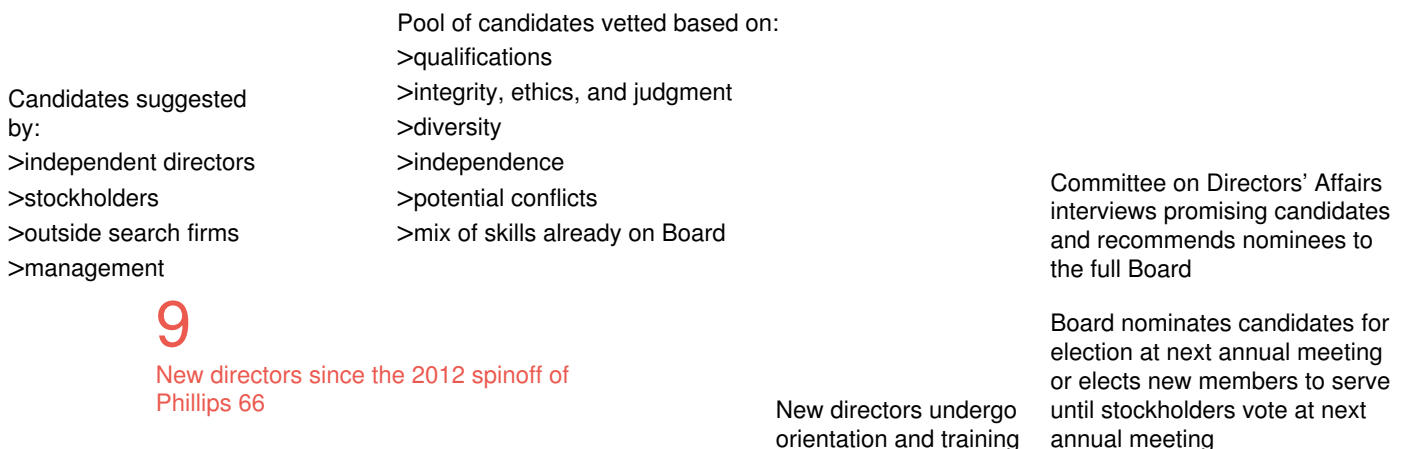 Candidates suggested
by:
>independent directors
>stockholders
>outside search firms
>management
Pool of candidates vetted based on:
>qualifications
>integrity, ethics, and judgment
>diversity
>independence
>potential conflicts
>mix of skills already on Board
Committee on Directors’ Affairs
interviews promising candidates
and recommends nominees to
the full Board
Board nominates candidates for
election at next annual meeting
or elects new members to serve
until stockholders vote at next
annual meeting
New directors undergo
orientation and training
9
New directors since the 2012 spinoff of
Phillips 66